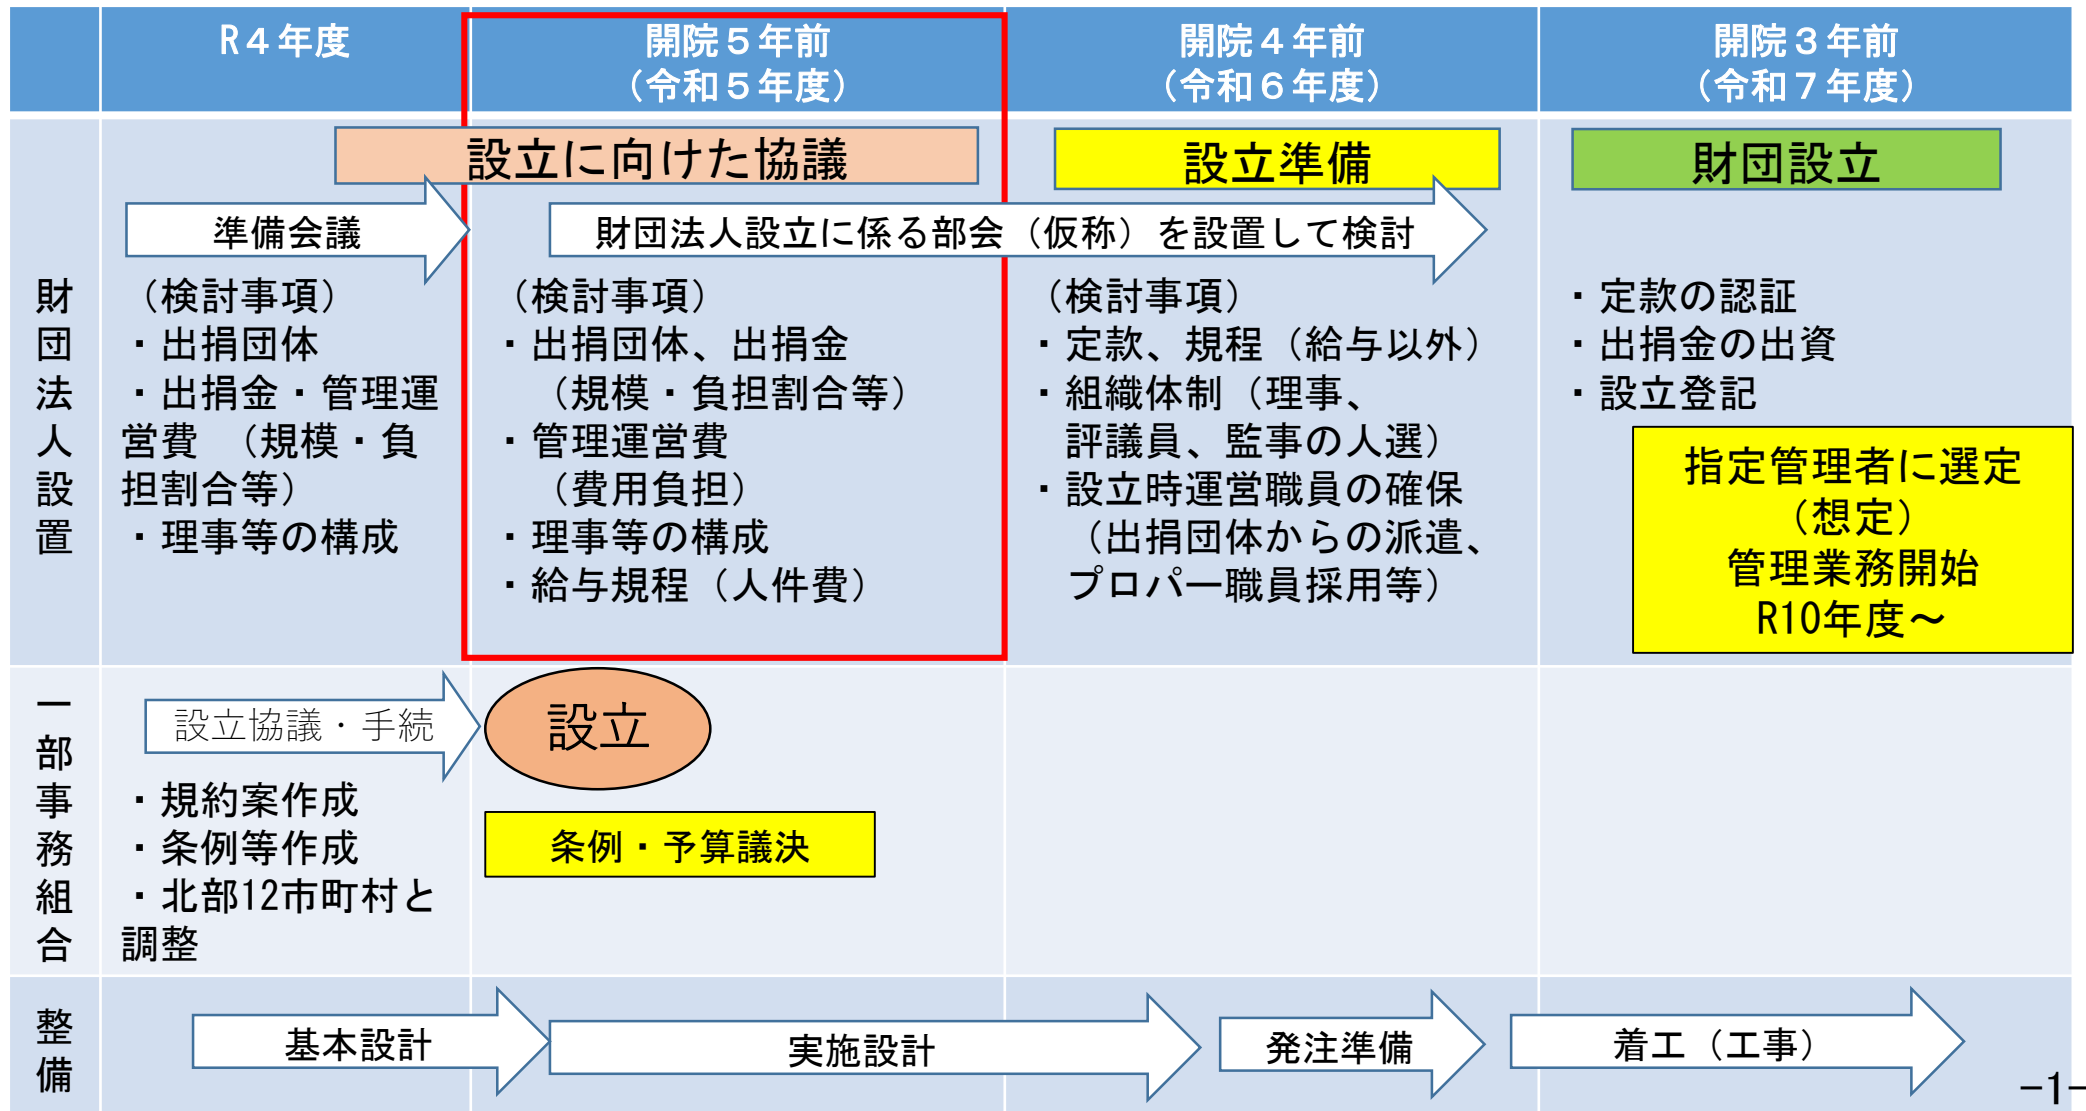 R4年度
開院5年前
（令和5年度）
開院4年前
（令和6年度）
開院3年前
（令和7年度）
財団法人設置
設立に向けた協議
設立準備
財団設立
準備会議
財団法人設立に係る部会（仮称）を設置して検討
（検討事項）
・出捐団体
・出捐金・管理運
営費　（規模・負
担割合等）
・理事等の構成
（検討事項）
・出捐団体、出捐金
（規模・負担割合等）
・管理運営費
（費用負担）
・理事等の構成
・給与規程（人件費）
（検討事項）
・定款、規程（給与以外）
・組織体制（理事、
評議員、監事の人選）
・設立時運営職員の確保
（出捐団体からの派遣、
プロパー職員採用等）
・定款の認証
・出捐金の出資
・設立登記
指定管理者に選定
（想定）
管理業務開始
R10年度～
一部事務組合
設立協議・手続
・規約案作成
・条例等作成
・北部12市町村と
調整
設立
条例・予算議決
整備
基本設計
実施設計
発注準備
着工（工事）
-1-